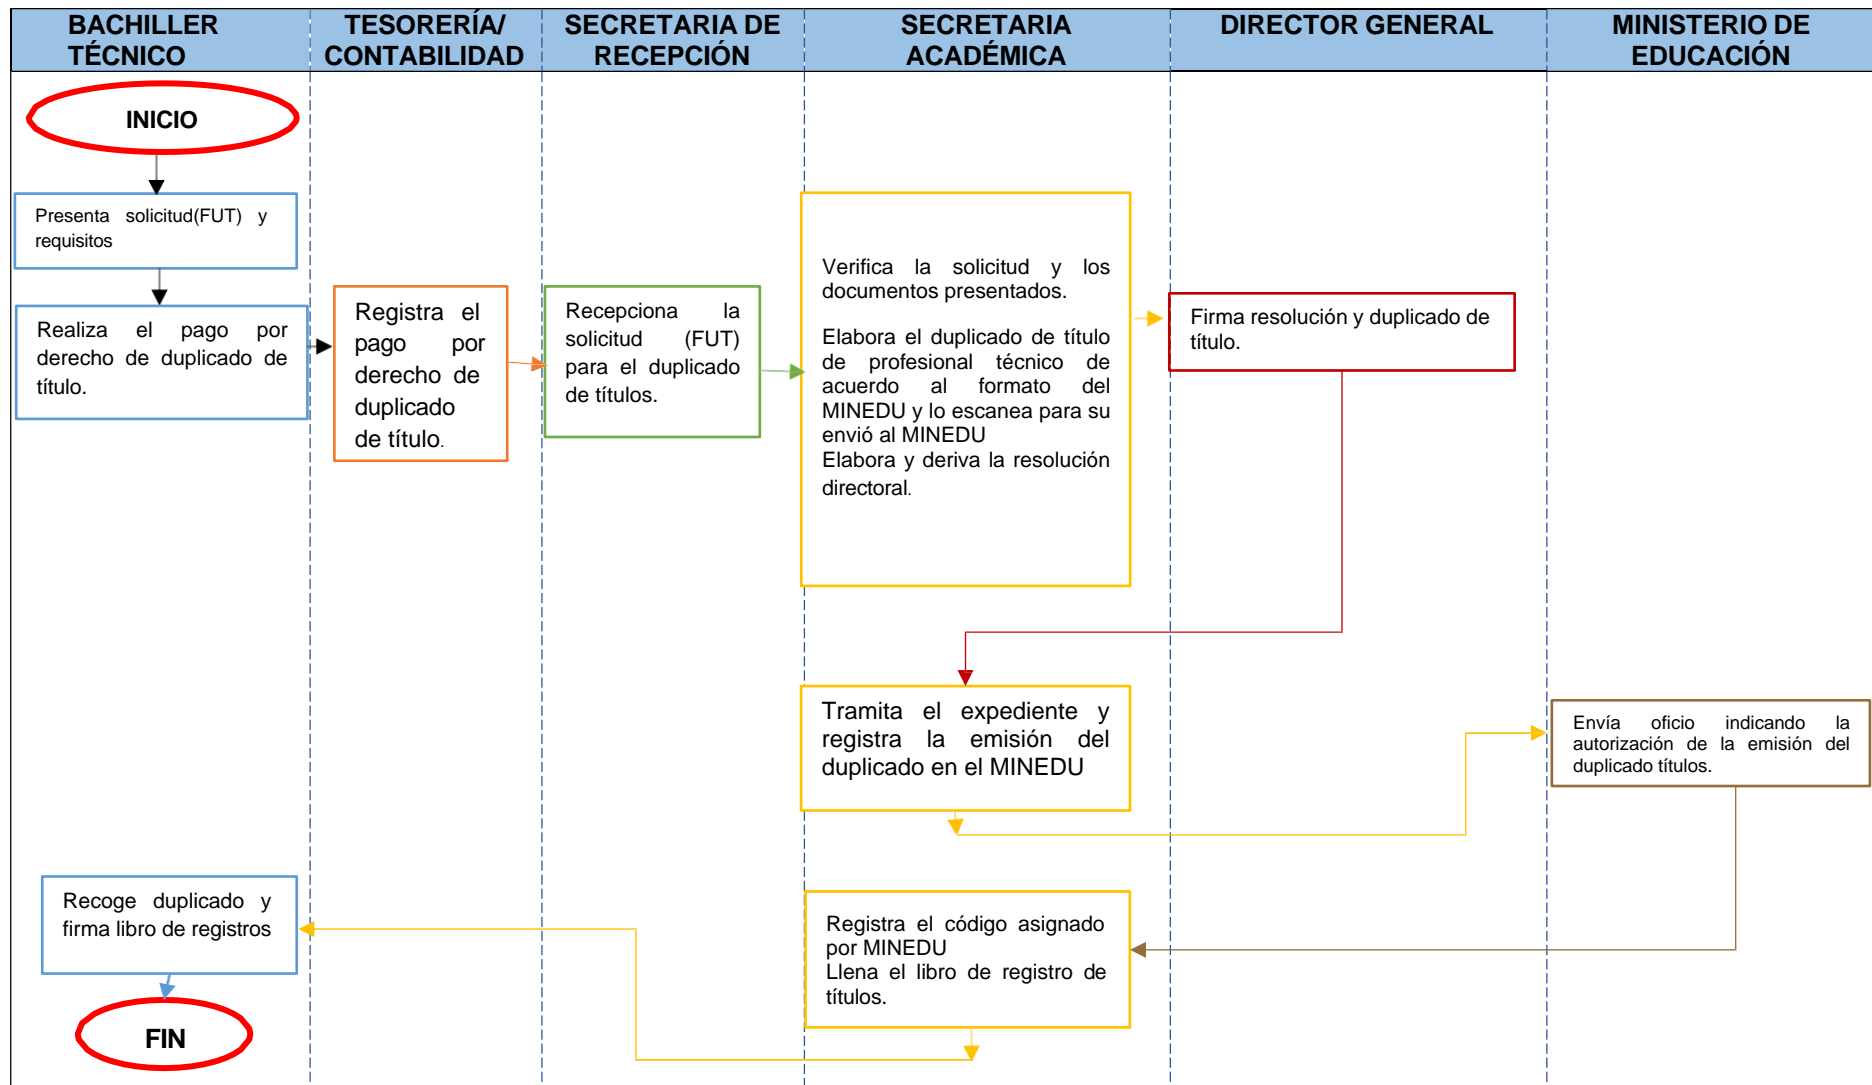 BACHILLER
TÉCNICO
TESORERÍA/
CONTABILIDAD
SECRETARIA DE
RECEPCIÓN
SECRETARIA
ACADÉMICA
DIRECTOR GENERAL
MINISTERIO DE
EDUCACIÓN
INICIO
Presenta solicitud(FUT) y
requisitos
Realiza el pago por
derecho de duplicado de
título.
Registra el
pago por
derecho de
duplicado
de título.
Recepciona la
solicitud (FUT)
para el duplicado
de títulos.
Verifica la solicitud y los
documentos presentados.
Elabora el duplicado de título
de profesional técnico de
acuerdo al formato del
MINEDU y lo escanea para su
envió al MINEDU
Elabora y deriva la resolución
directoral.
Firma resolución y duplicado de
título.
Tramita el expediente y
registra la emisión del
duplicado en el MINEDU
Envía oficio indicando la
autorización de la emisión del
duplicado títulos.
Registra el código asignado
por MINEDU
Llena el libro de registro de
títulos.
Recoge duplicado y
firma libro de registros
FIN